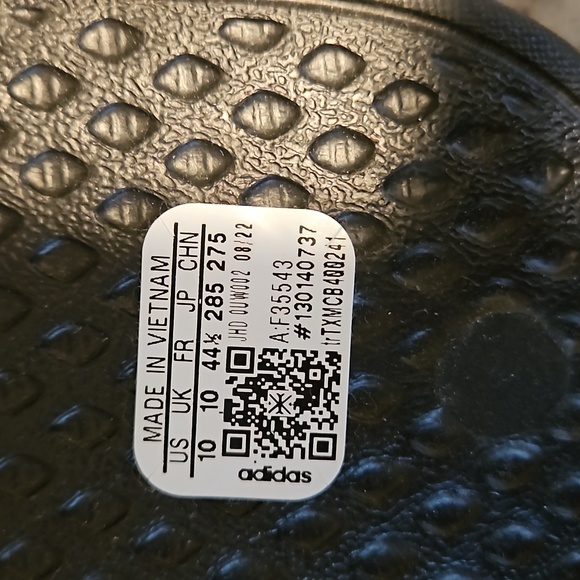 MADE IN VIETNAM
US UK FR JP CHN
10 10 44½ 285 275
JHD 0UW002 08/22
A:F35543
#130140737
adidas